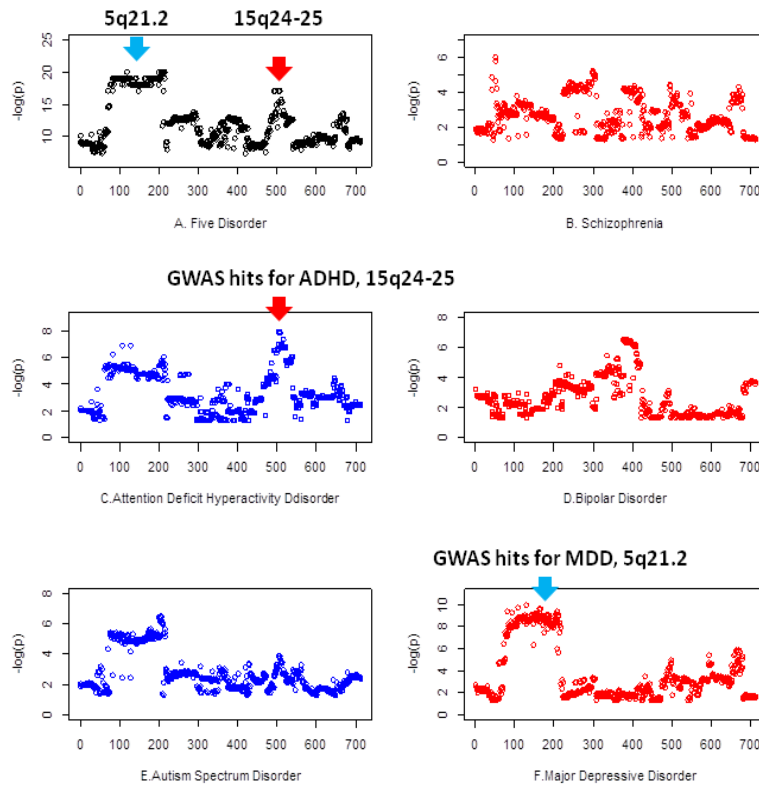 5q21.2 15q24-25
-log(p)
25
20
15
10
0 100 200 300 400 500 600 700
A. Five Disorder
-log(p)
6
4
2
0
0 100 200 300 400 500 600 700
B. Schizophrenia
GWAS hits for ADHD, 15q24-25
-log(p)
8
6
4
2
0
0 100 200 300 400 500 600 700
C.Attention Deficit Hyperactivity Ddisorder
-log(p)
8
6
4
2
0
0 100 200 300 400 500 600 700
D.Bipolar Disorder
GWAS hits for MDD, 5q21.2
-log(p)
8
6
4
2
0
0 100 200 300 400 500 600 700
E.Autism Spectrum Disorder
-log(p)
10
8
6
4
2
0
0 100 200 300 400 500 600 700
F.Major Depressive Disorder